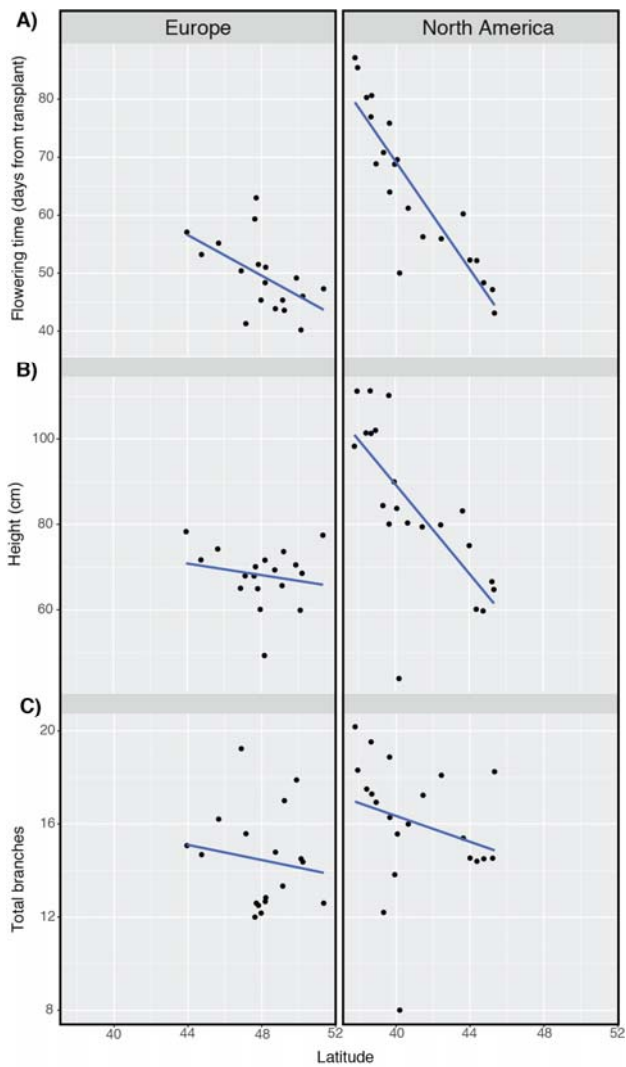 A)
Europe
North America
Flowering time (days from transplant)
80
70
60
50
40
B)
Height (cm)
100
80
60
C)
Total branches
20
16
12
8
40
44
48
52
40
44
48
52
Latitude